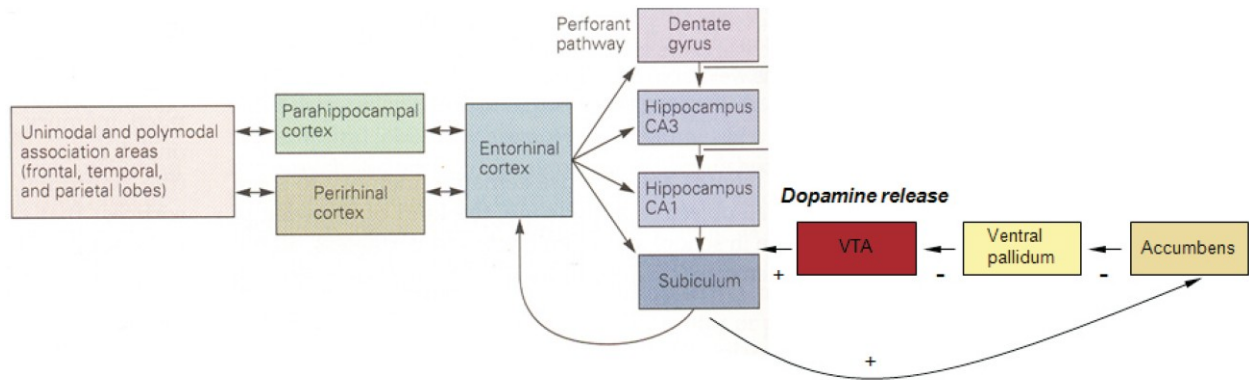 Perforant
pathway
Dentate
gyrus
Unimodal and polymodal
association areas
(frontal, temporal,
and parietal lobes)
Parahippocampal
cortex
Perirhinal
cortex
Entorhinal
cortex
Hippocampus
CA3
Hippocampus
CA1
Subiculum
Dopamine release
VTA
Ventral
pallidum
Accumbens
+
-
-
+